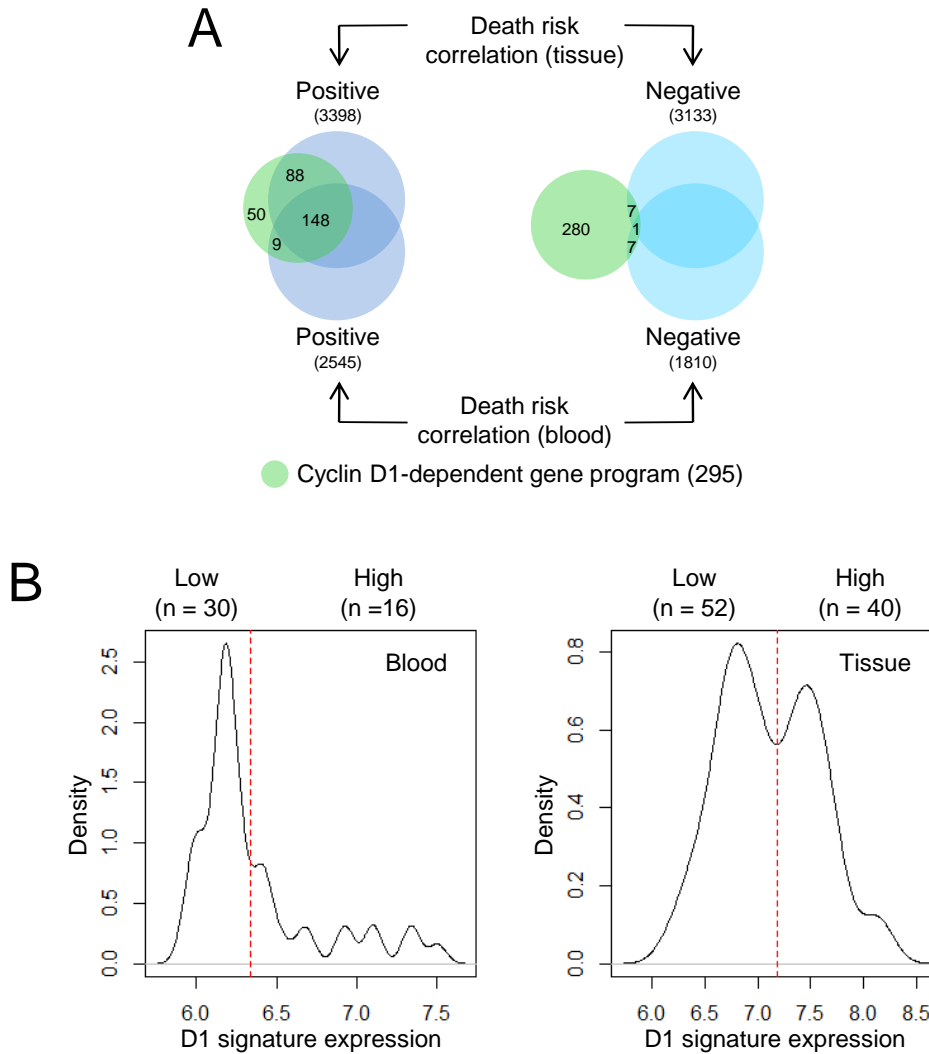 A
Death risk
correlation (tissue)
Positive
(3398)
Negative
(3133)
88
50
148
9
280
7
1
7
Positive
(2545)
Negative
(1810)
Death risk
correlation (blood)
Cyclin D1-dependent gene program (295)
B
Low
(n = 30)
High
(n =16)
Blood
Density
0.0
0.5
1.0
1.5
2.0
2.5
6.0
6.5
7.0
7.5
D1 signature expression
Low
(n = 52)
High
(n = 40)
Tissue
Density
0.0
0.2
0.4
0.6
0.8
6.0
6.5
7.0
7.5
8.0
8.5
D1 signature expression